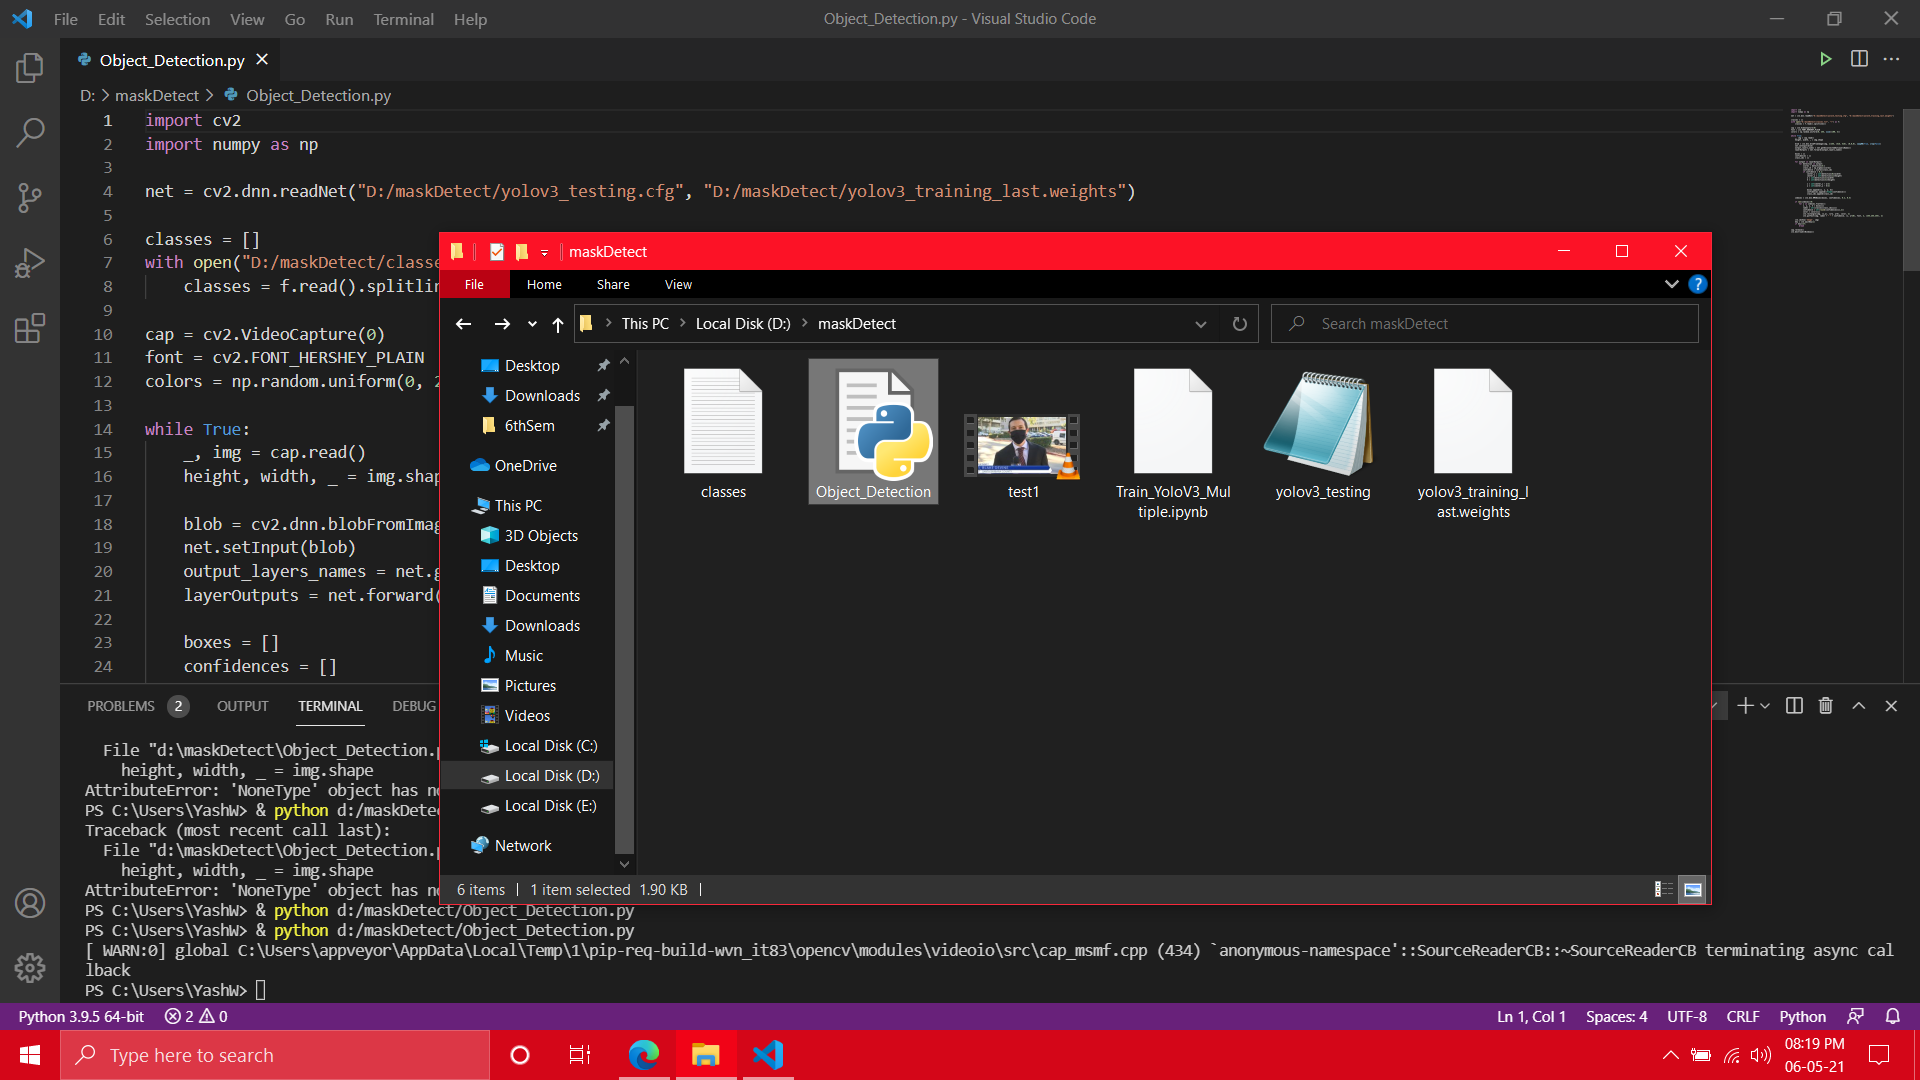 File Edit Selection View Go Run Terminal Help
Object_Detection.py - Visual Studio Code
Object_Detection.py
D: > maskDetect > Object_Detection.py
1 import cv2
2 import numpy as np
3
4 net = cv2.dnn.readNet("D:/maskDetect/yolov3_testing.cfg", "D:/maskDetect/yolov3_training_last.weights")
5
6 classes = []
7 with open("D:/maskDetect/classe
8 classes = f.read().splitlin
9
10 cap = cv2.VideoCapture(0)
11 font = cv2.FONT_HERSHEY_PLAIN
12 colors = np.random.uniform(0, 2
13
14 while True:
15 _, img = cap.read()
16 height, width, _ = img.shap
17
18 blob = cv2.dnn.blobFromImag
19 net.setInput(blob)
20 output_layers_names = net.g
21 layerOutputs = net.forward(
22
23 boxes = []
24 confidences = []
maskDetect
File Home Share View
This PC > Local Disk (D:) > maskDetect
Search maskDetect
Desktop
Downloads
6thSem
OneDrive
This PC
3D Objects
Desktop
Documents
Downloads
Music
Pictures
Videos
Local Disk (C:)
Local Disk (D:)
Local Disk (E:)
Network
classes
Object_Detection
test1
Train_YoloV3_Mul
tiple.ipynb
yolov3_testing
yolov3_training_l
ast.weights
6 items | 1 item selected 1.90 KB |
PROBLEMS 2 OUTPUT TERMINAL DEBUG
File "d:\maskDetect\Object_Detection.p
height, width, _ = img.shape
AttributeError: 'NoneType' object has no
PS C:\Users\YashW> & python d:/maskDetec
Traceback (most recent call last):
File "d:\maskDetect\Object_Detection.p
height, width, _ = img.shape
AttributeError: 'NoneType' object has no
PS C:\Users\YashW> & python d:/maskDetect/Object_Detection.py
PS C:\Users\YashW> & python d:/maskDetect/Object_Detection.py
[ WARN:0] global C:\Users\appveyor\AppData\Local\Temp\1\pip-req-build-wvn_it83\opencv\modules\videoio\src\cap_msmf.cpp (434) `anonymous-namespace'::SourceReaderCB::~SourceReaderCB terminating async cal
lback
PS C:\Users\YashW>
Python 3.9.5 64-bit 2 0
Ln 1, Col 1 Spaces: 4 UTF-8 CRLF Python
Type here to search
08:19 PM
06-05-21